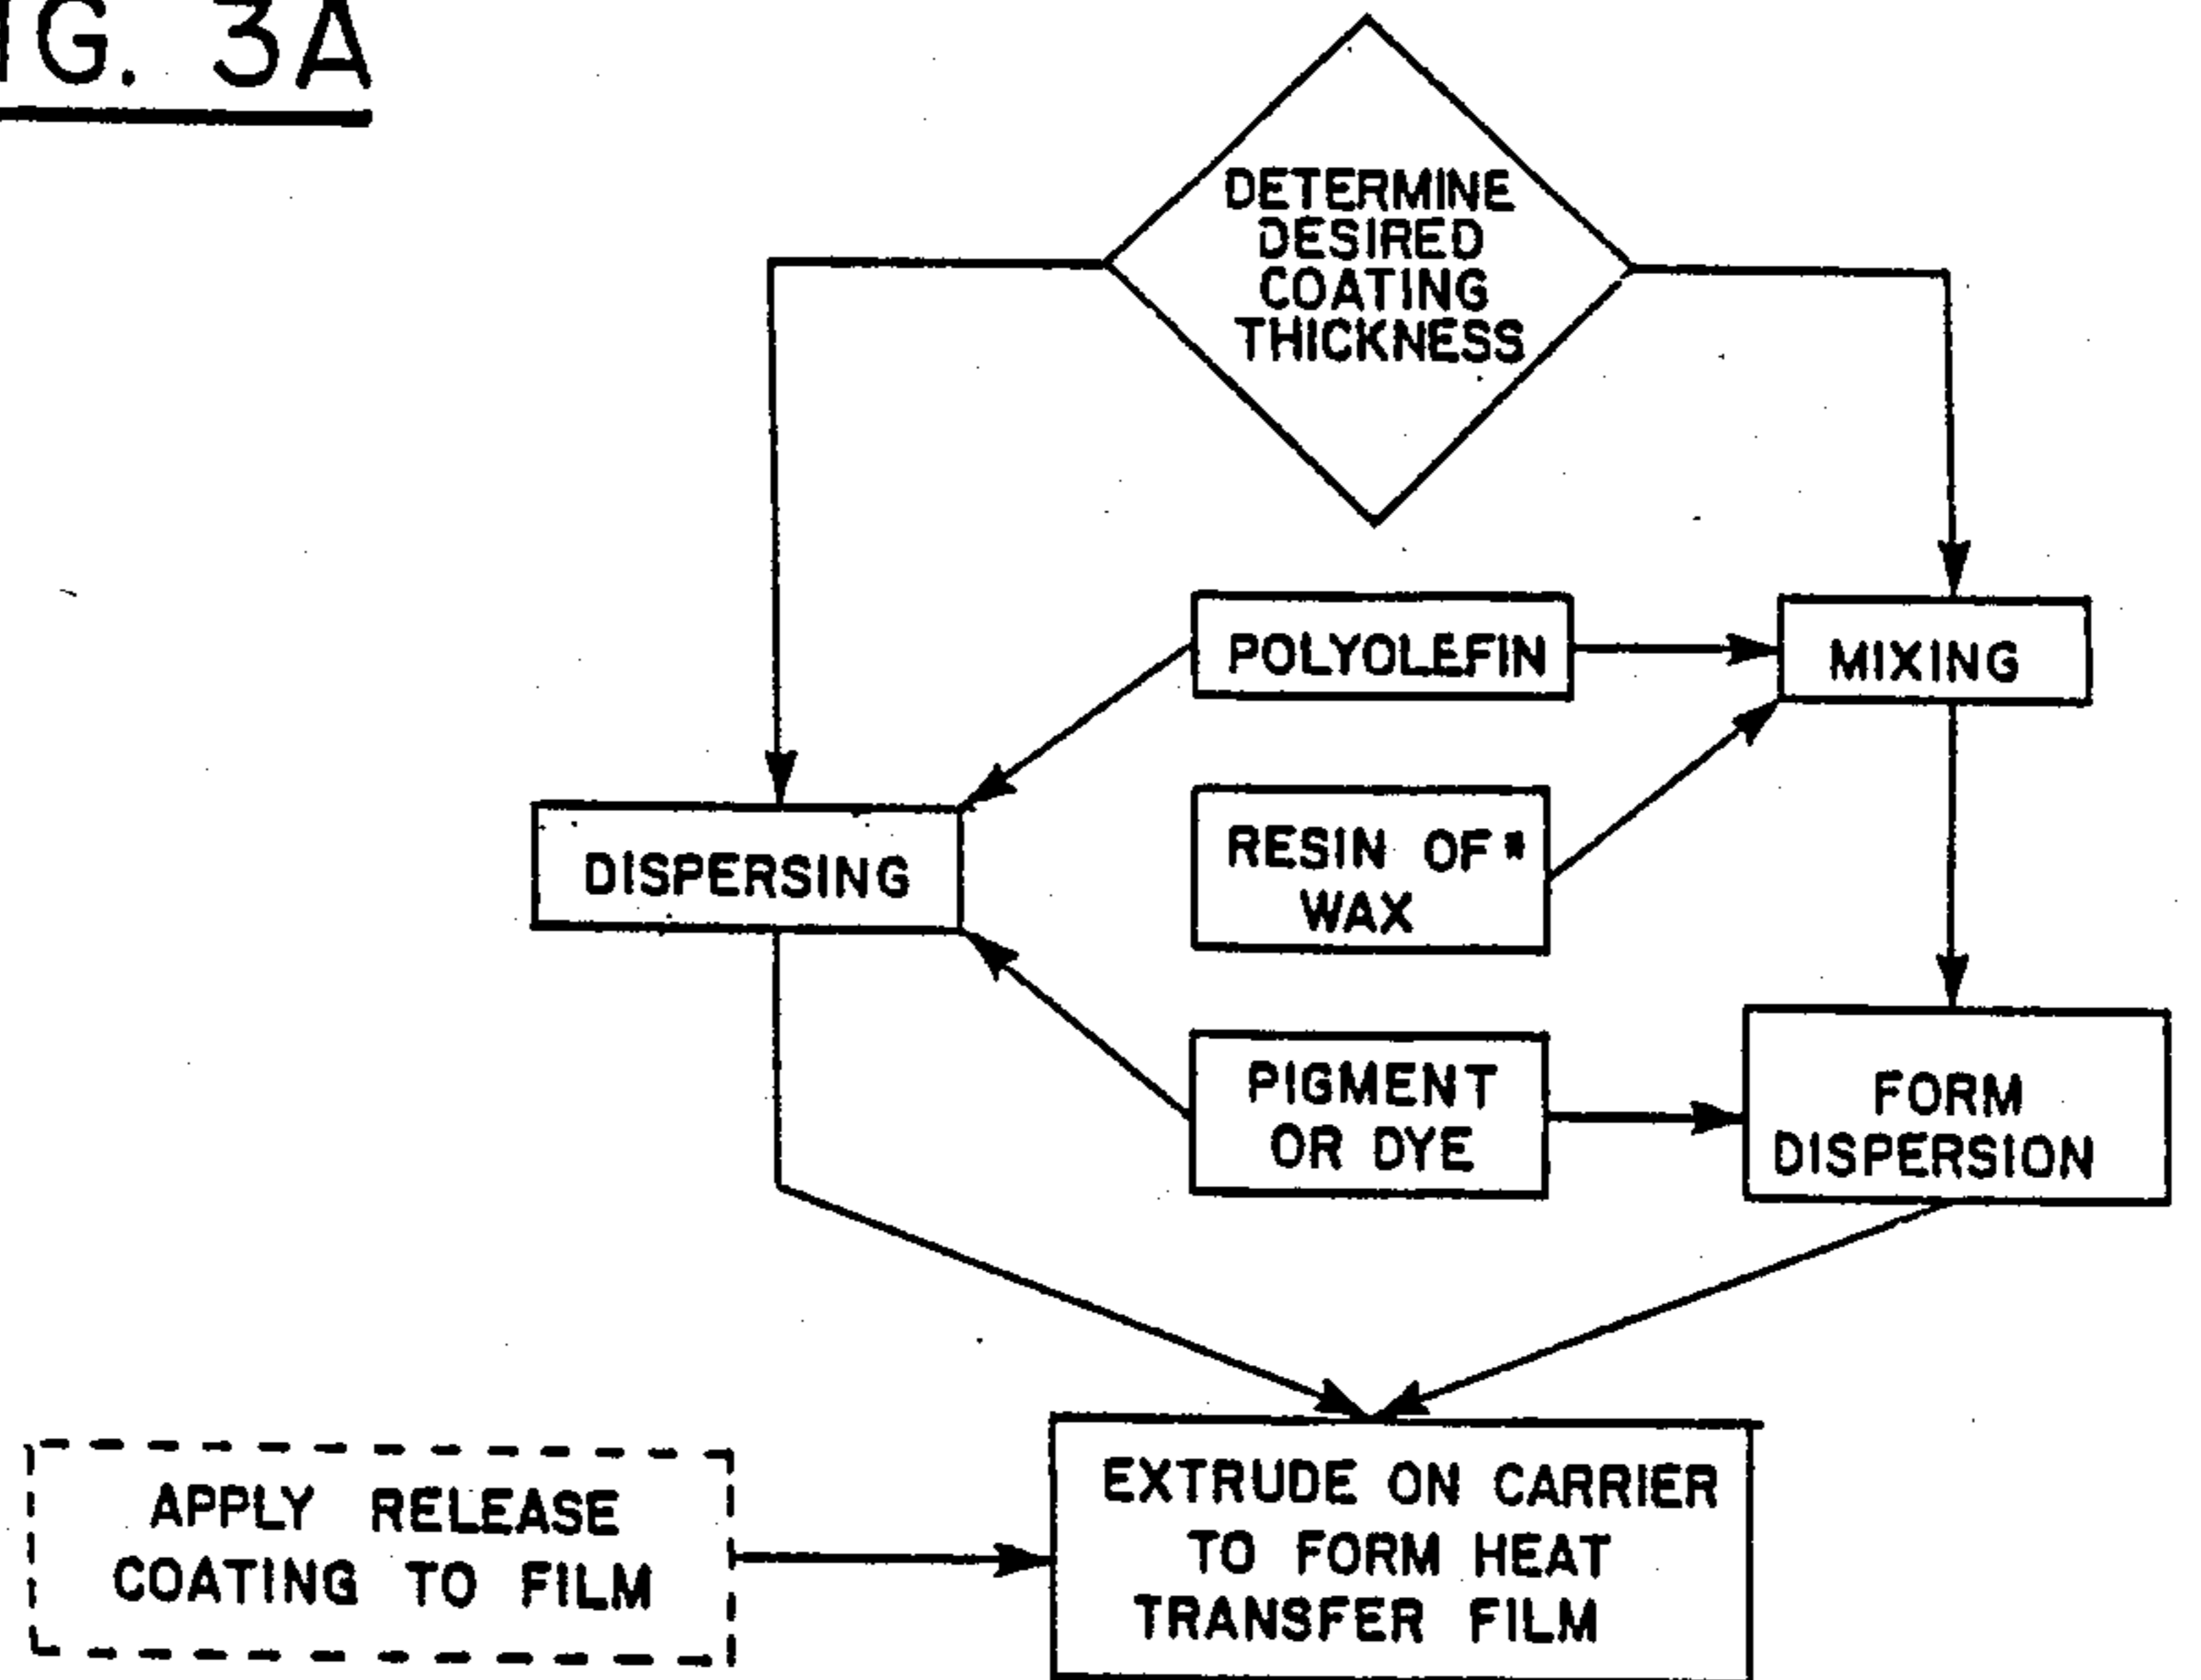 IG. 3A
DETERMINE
DESIRED
COATING
THICKNESS
POLYOLEFIN
MIXING
RESIN OF*
WAX
DISPERSING
PIGMENT
OR DYE
FORM
DISPERSION
APPLY RELEASE
COATING TO FILM
EXTRUDE ON CARRIER
TO FORM HEAT
TRANSFER FILM